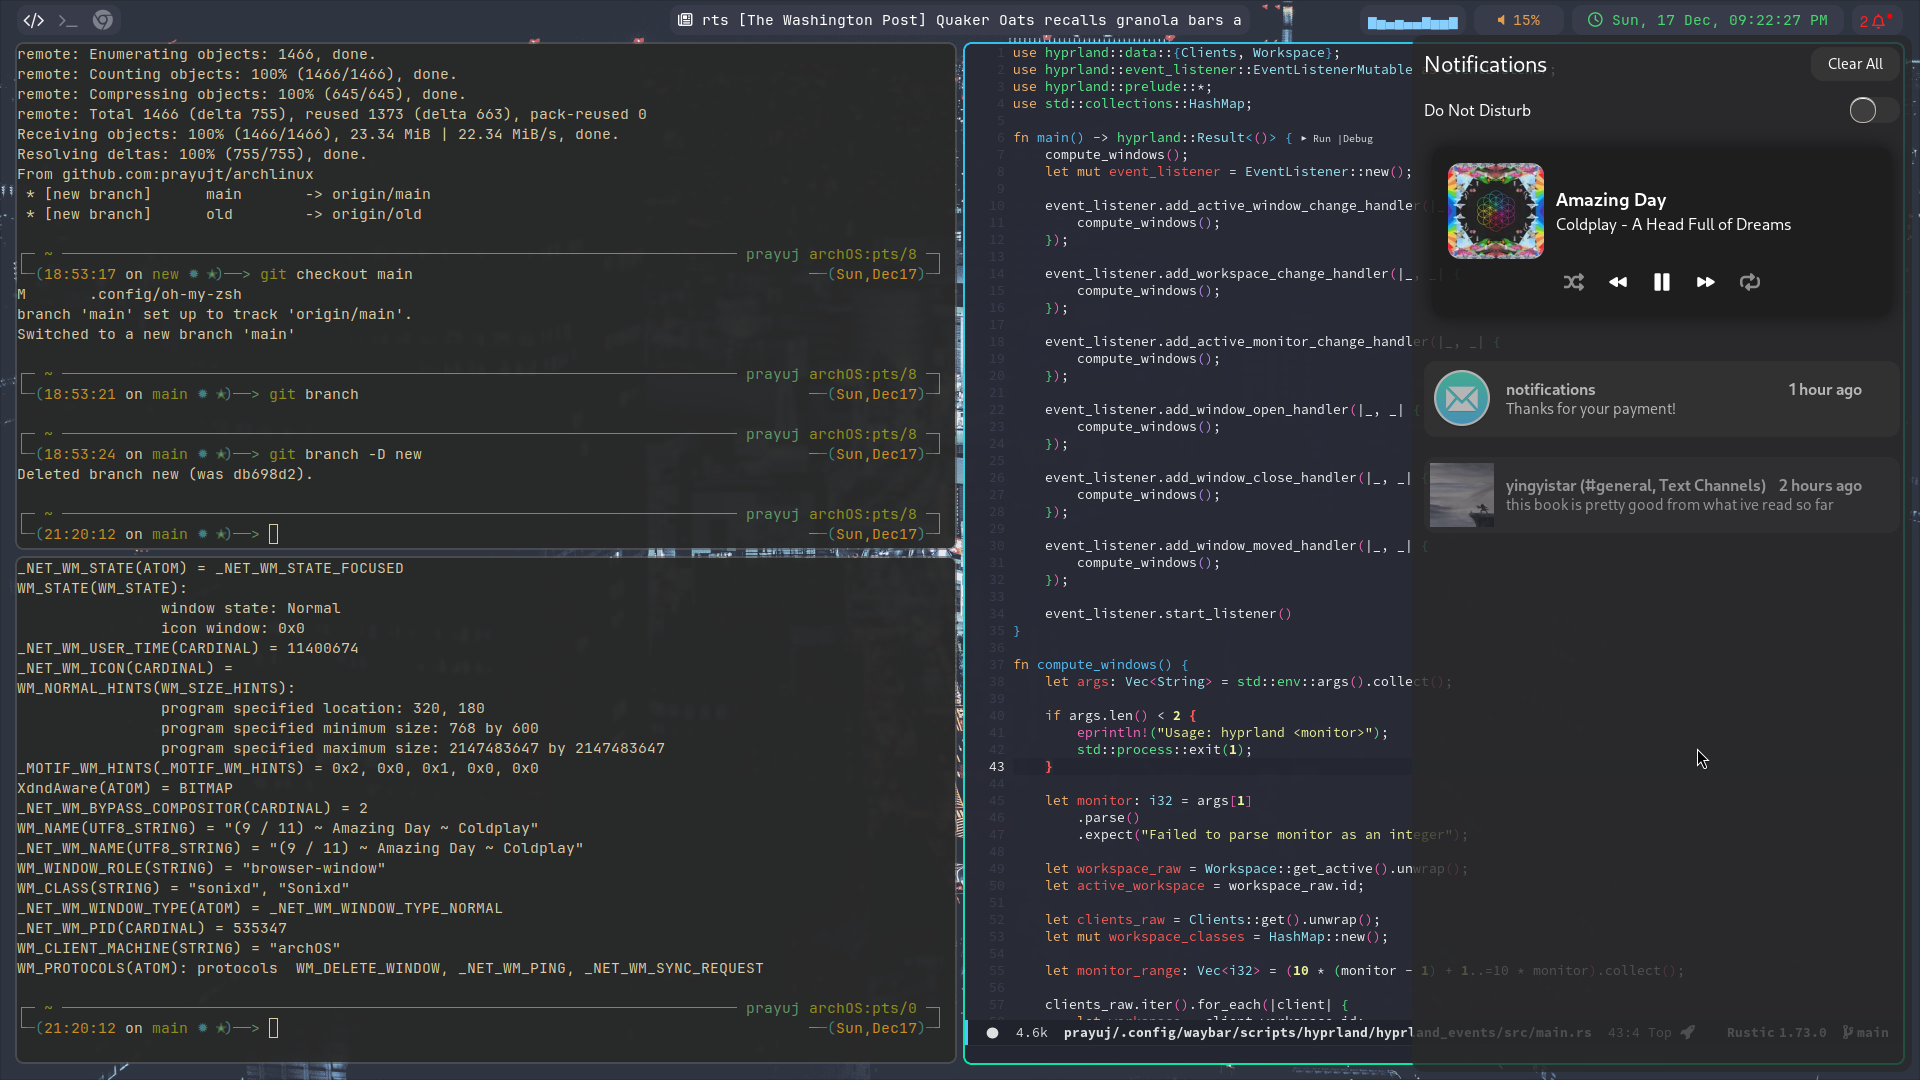 rts [The Washington Post] Quaker Oats recalls granola bars a
15%
Sun, 17 Dec, 09:22:27 PM
2
remote: Enumerating objects: 1466, done.
remote: Counting objects: 100% (1466/1466), done.
remote: Compressing objects: 100% (645/645), done.
remote: Total 1466 (delta 755), reused 1373 (delta 663), pack-reused 0
Receiving objects: 100% (1466/1466), 23.34 MiB | 22.34 MiB/s, done.
Resolving deltas: 100% (755/755), done.
From github.com:prayujt/archlinux
 * [new branch]      main       -> origin/main
 * [new branch]      old        -> origin/old
~ prayuj archOS:pts/8
(18:53:17 on new ✹ ✭)──> git checkout main (Sun,Dec17)
M       .config/oh-my-zsh
branch 'main' set up to track 'origin/main'.
Switched to a new branch 'main'
~ prayuj archOS:pts/8
(18:53:21 on main ✹ ✭)──> git branch (Sun,Dec17)
~ prayuj archOS:pts/8
(18:53:24 on main ✹ ✭)──> git branch -D new (Sun,Dec17)
Deleted branch new (was db698d2).
~ prayuj archOS:pts/8
(21:20:12 on main ✹ ✭)──> (Sun,Dec17)
_NET_WM_STATE(ATOM) = _NET_WM_STATE_FOCUSED
WM_STATE(WM_STATE):
                window state: Normal
                icon window: 0x0
_NET_WM_USER_TIME(CARDINAL) = 11400674
_NET_WM_ICON(CARDINAL) =
WM_NORMAL_HINTS(WM_SIZE_HINTS):
                program specified location: 320, 180
                program specified minimum size: 768 by 600
                program specified maximum size: 2147483647 by 2147483647
_MOTIF_WM_HINTS(_MOTIF_WM_HINTS) = 0x2, 0x0, 0x1, 0x0, 0x0
XdndAware(ATOM) = BITMAP
_NET_WM_BYPASS_COMPOSITOR(CARDINAL) = 2
WM_NAME(UTF8_STRING) = "(9 / 11) ~ Amazing Day ~ Coldplay"
_NET_WM_NAME(UTF8_STRING) = "(9 / 11) ~ Amazing Day ~ Coldplay"
WM_WINDOW_ROLE(STRING) = "browser-window"
WM_CLASS(STRING) = "sonixd", "Sonixd"
_NET_WM_WINDOW_TYPE(ATOM) = _NET_WM_WINDOW_TYPE_NORMAL
_NET_WM_PID(CARDINAL) = 535347
WM_CLIENT_MACHINE(STRING) = "archOS"
WM_PROTOCOLS(ATOM): protocols  WM_DELETE_WINDOW, _NET_WM_PING, _NET_WM_SYNC_REQUEST
~ prayuj archOS:pts/0
(21:20:12 on main ✹ ✭)──> (Sun,Dec17)
1 use hyprland::data::{Clients, Workspace};
2 use hyprland::event_listener::EventListenerMutable
3 use hyprland::prelude::*;
4 use std::collections::HashMap;
5
6 fn main() -> hyprland::Result<()> { ▸ Run |Debug
7     compute_windows();
8     let mut event_listener = EventListener::new();
9
10     event_listener.add_active_window_change_handler(|_
11         compute_windows();
12     });
13
14     event_listener.add_workspace_change_handler(|_, _|
15         compute_windows();
16     });
17
18     event_listener.add_active_monitor_change_handler(|_, _| {
19         compute_windows();
20     });
21
22     event_listener.add_window_open_handler(|_, _| {
23         compute_windows();
24     });
25
26     event_listener.add_window_close_handler(|_, _| {
27         compute_windows();
28     });
29
30     event_listener.add_window_moved_handler(|_, _| {
31         compute_windows();
32     });
33
34     event_listener.start_listener()
35 }
36
37 fn compute_windows() {
38     let args: Vec<String> = std::env::args().collect();
39
40     if args.len() < 2 {
41         eprintln!("Usage: hyprland <monitor>");
42         std::process::exit(1);
43     }
44
45     let monitor: i32 = args[1]
46         .parse()
47         .expect("Failed to parse monitor as an integer");
48
49     let workspace_raw = Workspace::get_active().unwrap();
50     let active_workspace = workspace_raw.id;
51
52     let clients_raw = Clients::get().unwrap();
53     let mut workspace_classes = HashMap::new();
54
55     let monitor_range: Vec<i32> = (10 * (monitor - 1) + 1..=10 * monitor).collect();
56
57     clients_raw.iter().for_each(|client| {
4.6k prayuj/.config/waybar/scripts/hyprland/hyprland_events/src/main.rs 43:4 Top Rustic 1.73.0 main
Notifications
Clear All
Do Not Disturb
Amazing Day
Coldplay - A Head Full of Dreams
notifications 1 hour ago
Thanks for your payment!
yingyistar (#general, Text Channels) 2 hours ago
this book is pretty good from what ive read so far